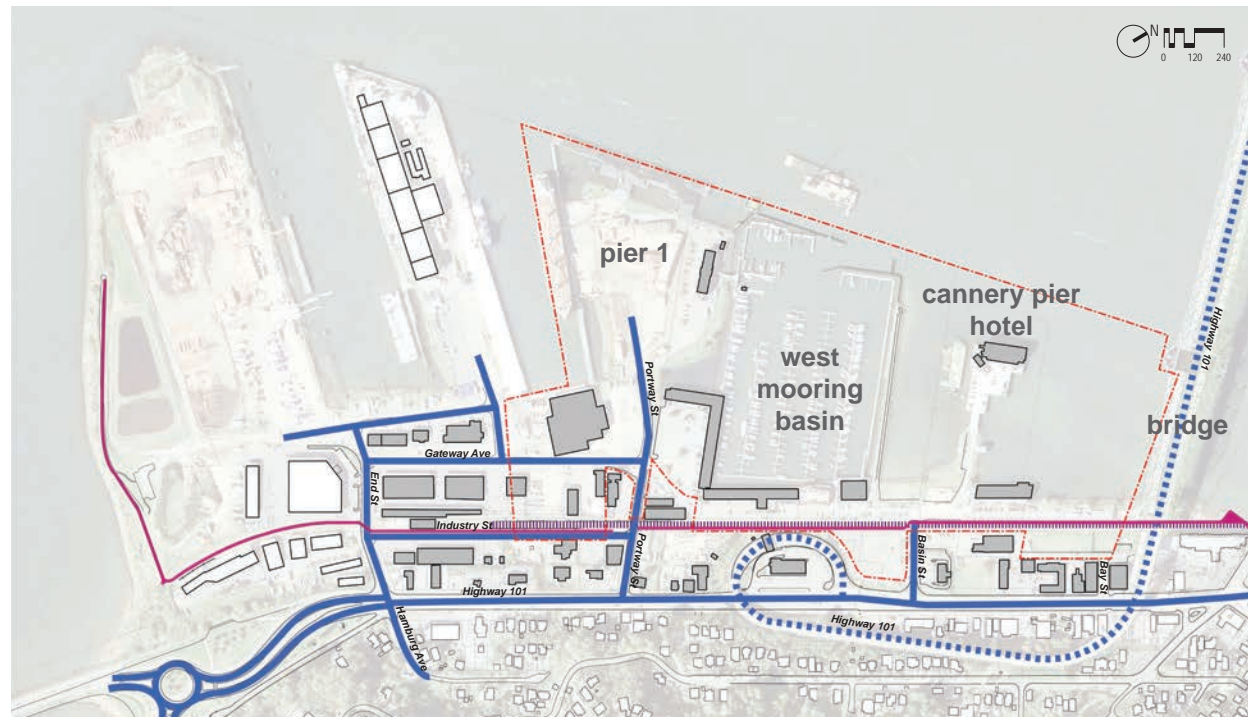 N
0 120 240
pier 1
cannery pier
hotel
Highway 101
Portway St
west
mooring
basin
bridge
Gateway Ave
End St
Industry St
Portway St
Basin St
Bay St
Highway 101
Hamburg Ave
Highway 101